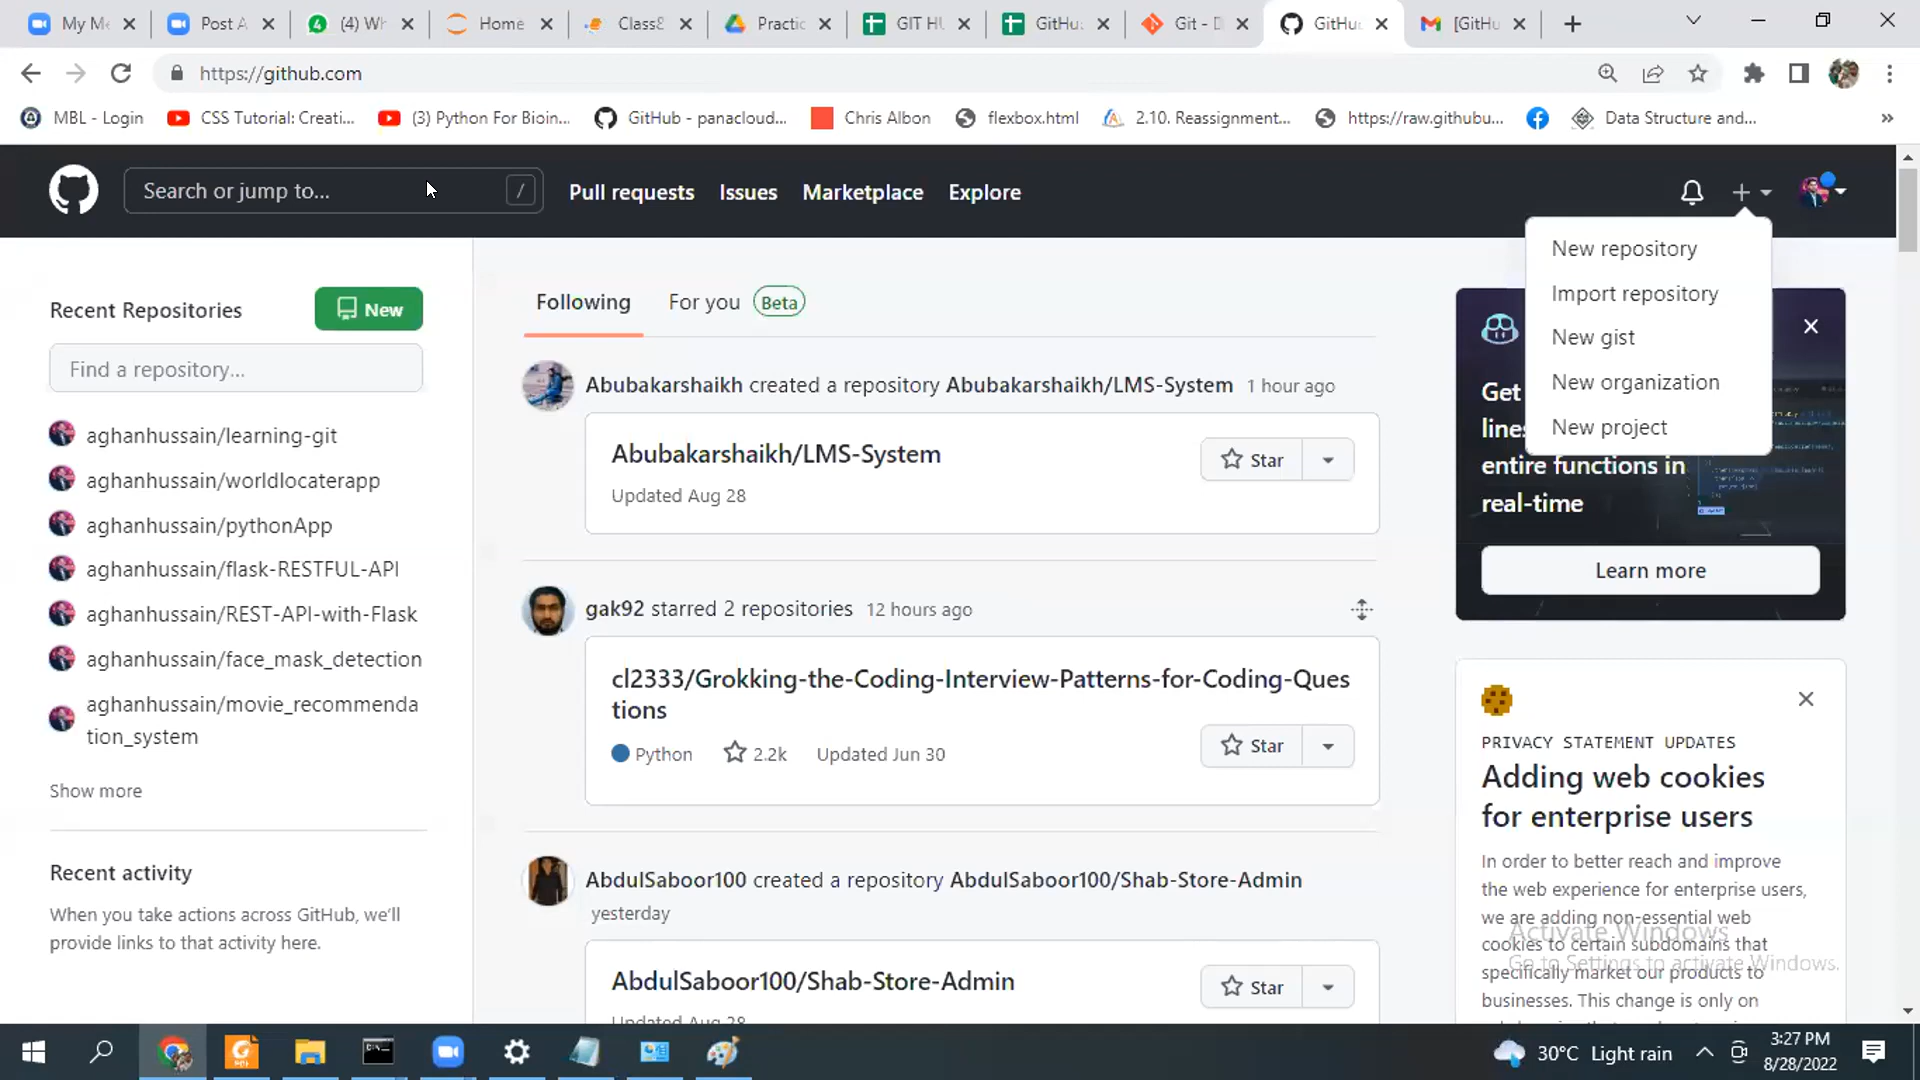 My Me
Post A
(4) Wh
Home
Class8
Practic
GIT HU
GitHu
Git - D
GitHu
[GitHu
https://github.com
MBL - Login
CSS Tutorial: Creati...
(3) Python For Bioin...
GitHub - panacloud...
Chris Albon
flexbox.html
2.10. Reassignment...
https://raw.githubu...
Data Structure and...
»
Search or jump to...
/
Pull requests
Issues
Marketplace
Explore
New repository
Import repository
New gist
New organization
New project
Recent Repositories
New
Find a repository...
aghanhussain/learning-git
aghanhussain/worldlocaterapp
aghanhussain/pythonApp
aghanhussain/flask-RESTFUL-API
aghanhussain/REST-API-with-Flask
aghanhussain/face_mask_detection
aghanhussain/movie_recommenda
tion_system
Show more
Recent activity
When you take actions across GitHub, we'll
provide links to that activity here.
Following
For you
Beta
Abubakarshaikh created a repository Abubakarshaikh/LMS-System 1 hour ago
Abubakarshaikh/LMS-System
Star
Updated Aug 28
gak92 starred 2 repositories 12 hours ago
cl2333/Grokking-the-Coding-Interview-Patterns-for-Coding-Ques
tions
Star
Python
2.2k
Updated Jun 30
AbdulSaboor100 created a repository AbdulSaboor100/Shab-Store-Admin
yesterday
AbdulSaboor100/Shab-Store-Admin
Star
Updated Aug 28
Get
lines
entire functions in
real-time
Learn more
PRIVACY STATEMENT UPDATES
Adding web cookies
for enterprise users
In order to better reach and improve
the web experience for enterprise users,
we are adding non-essential web
cookies to certain subdomains that
specifically market our products to
businesses. This change is only on
Activate Windows
Go to Settings to activate Windows.
30°C Light rain
3:27 PM
8/28/2022